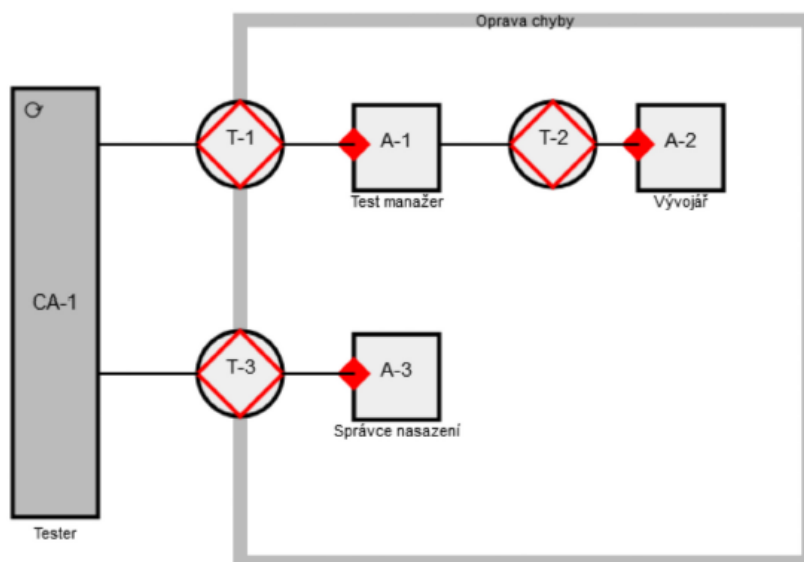 Oprava chyby
T-1
A-1
T-2
A-2
Test manažer
Vývojář
CA-1
T-3
A-3
Správce nasazení
Tester